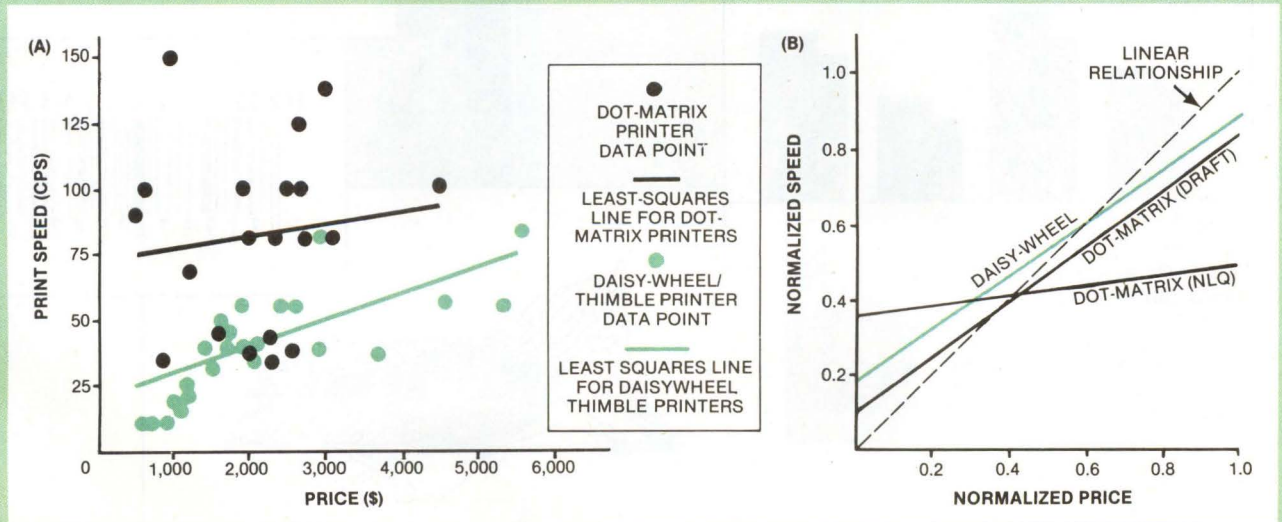 (A)
150
125
100
75
50
25
0
PRINT SPEED (CPS)
1,000
2,000
3,000
4,000
5,000
6,000
PRICE ($)
DOT-MATRIX
PRINTER
DATA POINT
LEAST-SQUARES
LINE FOR DOT-
MATRIX PRINTERS
DAISY-WHEEL/
THIMBLE PRINTER
DATA POINT
LEAST SQUARES LINE
FOR DAISYWHEEL
THIMBLE PRINTERS
(B)
1.0
0.8
0.6
0.4
0.2
NORMALIZED SPEED
LINEAR
RELATIONSHIP
DAISY-WHEEL
DOT-MATRIX (DRAFT)
DOT-MATRIX (NLQ)
0.2
0.4
0.6
0.8
1.0
NORMALIZED PRICE